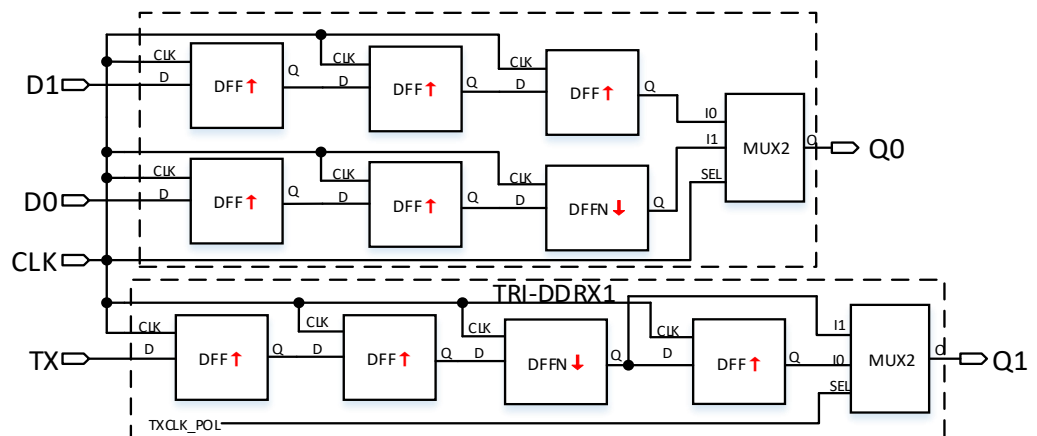 CLK
CLK
CLK
D1
D
DFF↑
Q
D
DFF↑
Q
D
DFF↑
Q
I0
I1
MUX2
O
Q0
SEL
CLK
CLK
CLK
D0
D
DFF↑
Q
D
DFF↑
Q
D
DFFN↓
Q
CLK
TRI-DDRX1
CLK
CLK
CLK
CLK
TX
D
DFF↑
Q
D
DFF↑
Q
D
DFFN↓
Q
D
DFF↑
Q
I1
I0
SEL
MUX2
O
Q1
TXCLK_POL